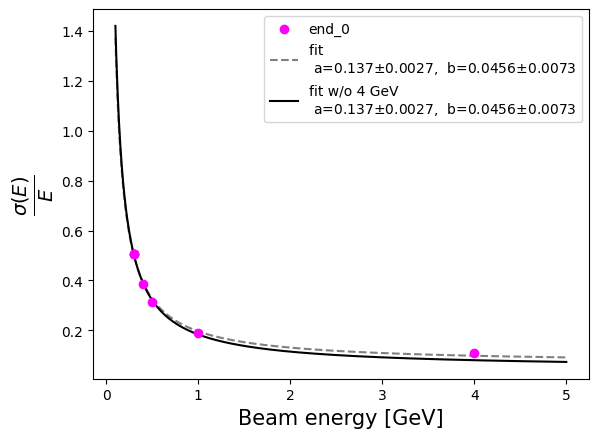 end_0
fit
a=0.137±0.0027, b=0.0456±0.0073
fit w/o 4 GeV
a=0.137±0.0027, b=0.0456±0.0073
1.4
1.2
1.0
0.8
0.6
0.4
0.2
σ(E)
E
0
1
2
3
4
5
Beam energy [GeV]